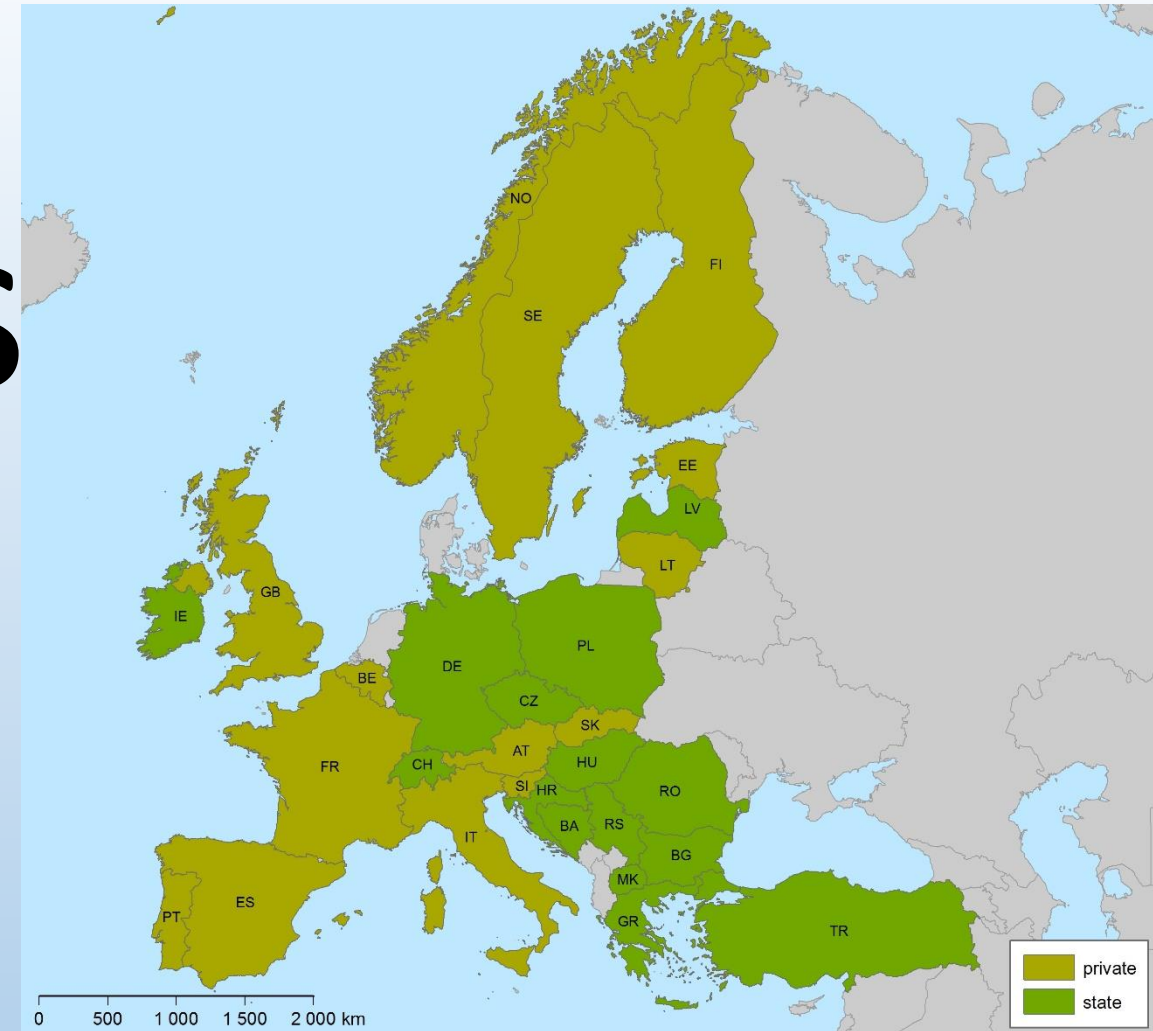 NO
FI
SE
EE
LV
LT
GB
IE
PL
DE
BE
CZ
SK
AT
FR
CH
HU
SI
HR
RO
IT
BA
RS
BG
MK
ES
PT
GR
TR
private
state
0 500 1 000 1 500 2 000 km